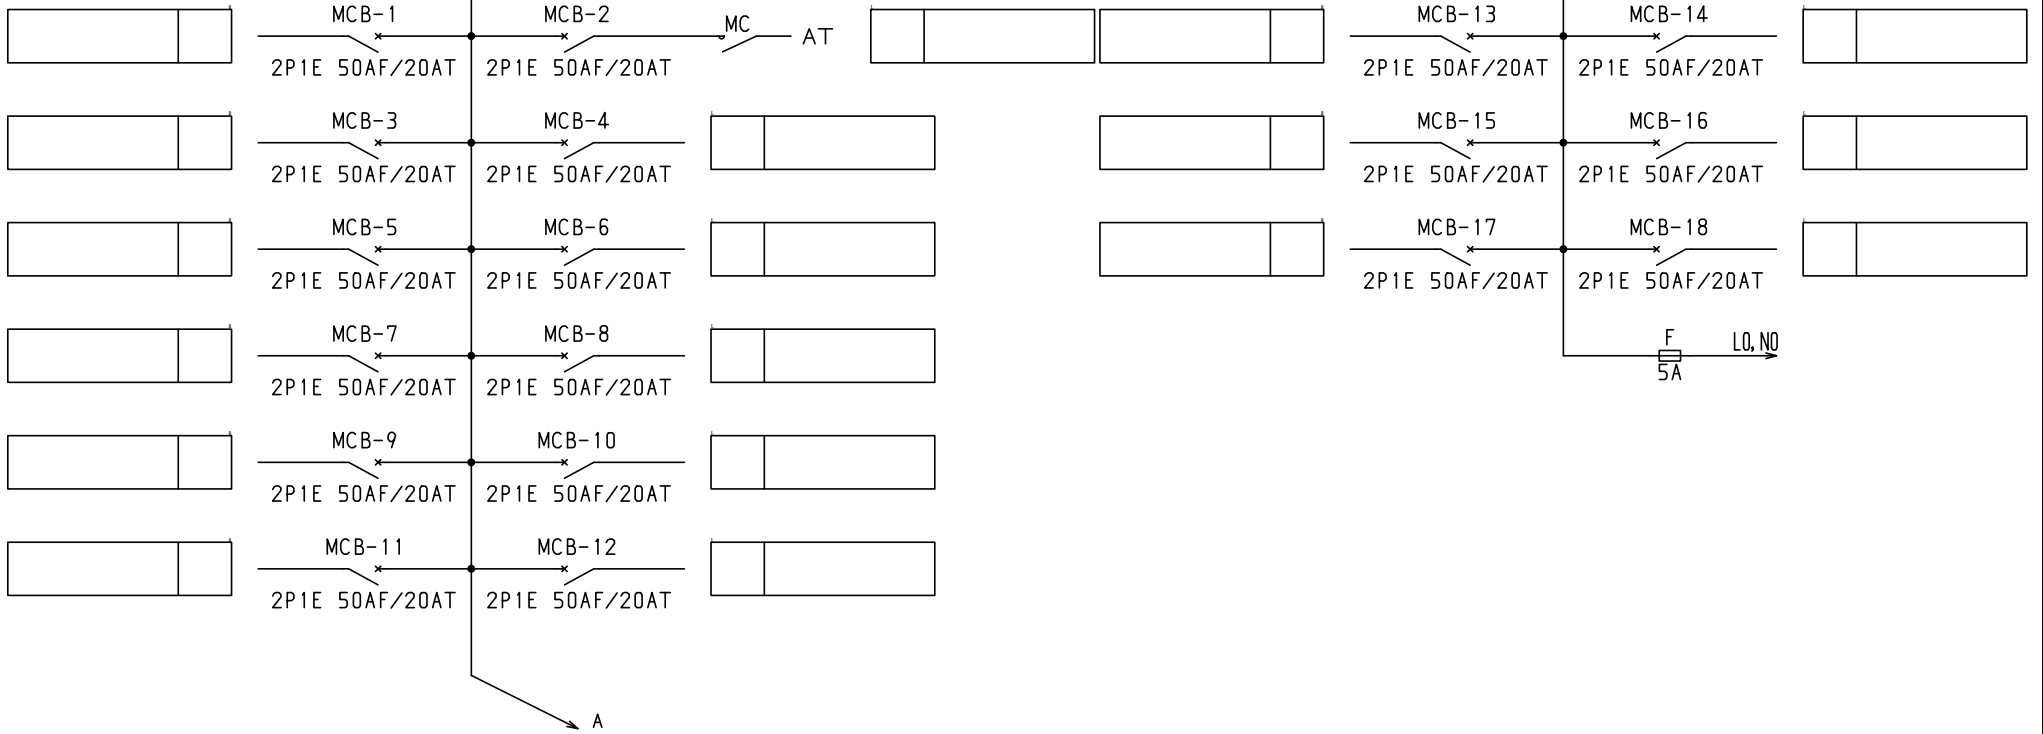 MCB-1 MCB-2 MC AT MCB-13 MCB-14
2P1E 50AF/20AT 2P1E 50AF/20AT 2P1E 50AF/20AT 2P1E 50AF/20AT
MCB-3 MCB-4 MCB-15 MCB-16
2P1E 50AF/20AT 2P1E 50AF/20AT 2P1E 50AF/20AT 2P1E 50AF/20AT
MCB-5 MCB-6 MCB-17 MCB-18
2P1E 50AF/20AT 2P1E 50AF/20AT 2P1E 50AF/20AT 2P1E 50AF/20AT
MCB-7 MCB-8 F L0,N0
2P1E 50AF/20AT 2P1E 50AF/20AT 5A
MCB-9 MCB-10
2P1E 50AF/20AT 2P1E 50AF/20AT
MCB-11 MCB-12
2P1E 50AF/20AT 2P1E 50AF/20AT
A